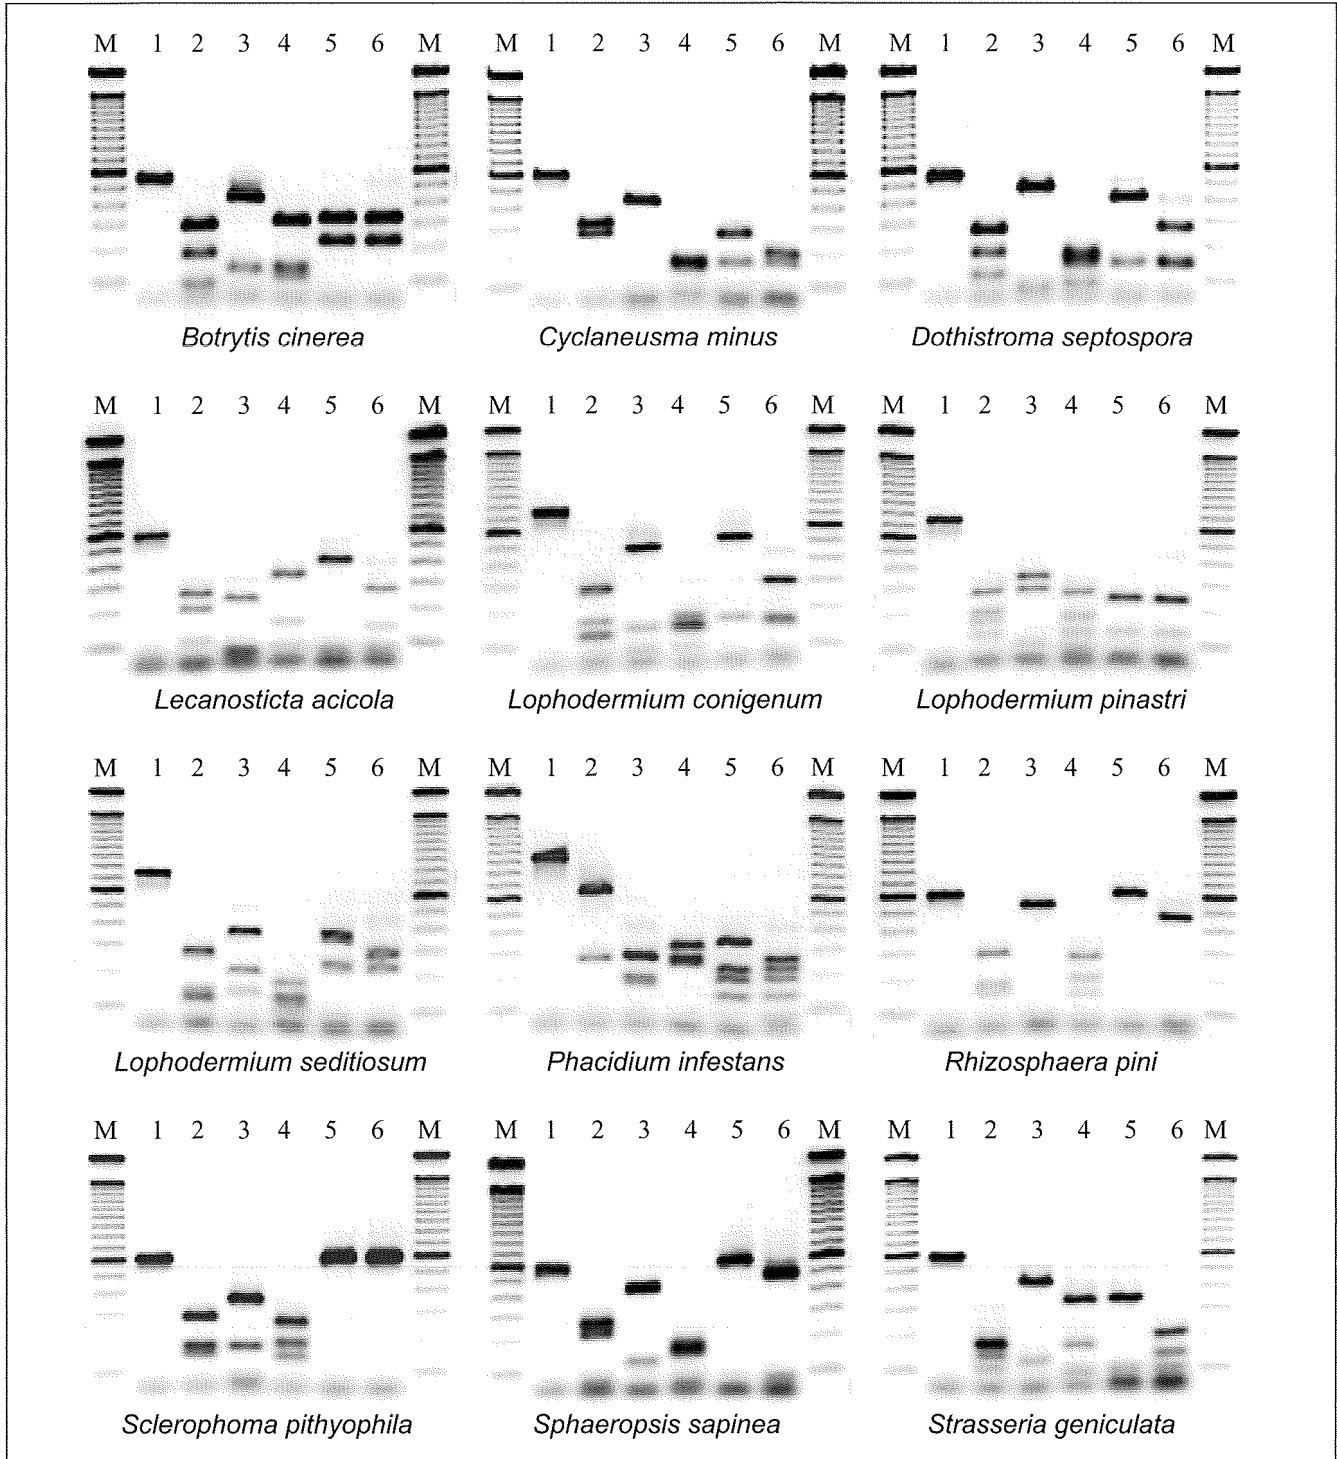 M 1 2 3 4 5 6 M M 1 2 3 4 5 6 M M 1 2 3 4 5 6 M
Botrytis cinerea Cyclaneusma minus Dothistroma septospora
M 1 2 3 4 5 6 M M 1 2 3 4 5 6 M M 1 2 3 4 5 6 M
Lecanosticta acicola Lophodermium conigenum Lophodermium pinastri
M 1 2 3 4 5 6 M M 1 2 3 4 5 6 M M 1 2 3 4 5 6 M
Lophodermium seditiosum Phacidium infestans Rhizosphaera pini
M 1 2 3 4 5 6 M M 1 2 3 4 5 6 M M 1 2 3 4 5 6 M
Sclerophoma pithyophila Sphaeropsis sapinea Strasseria geniculata